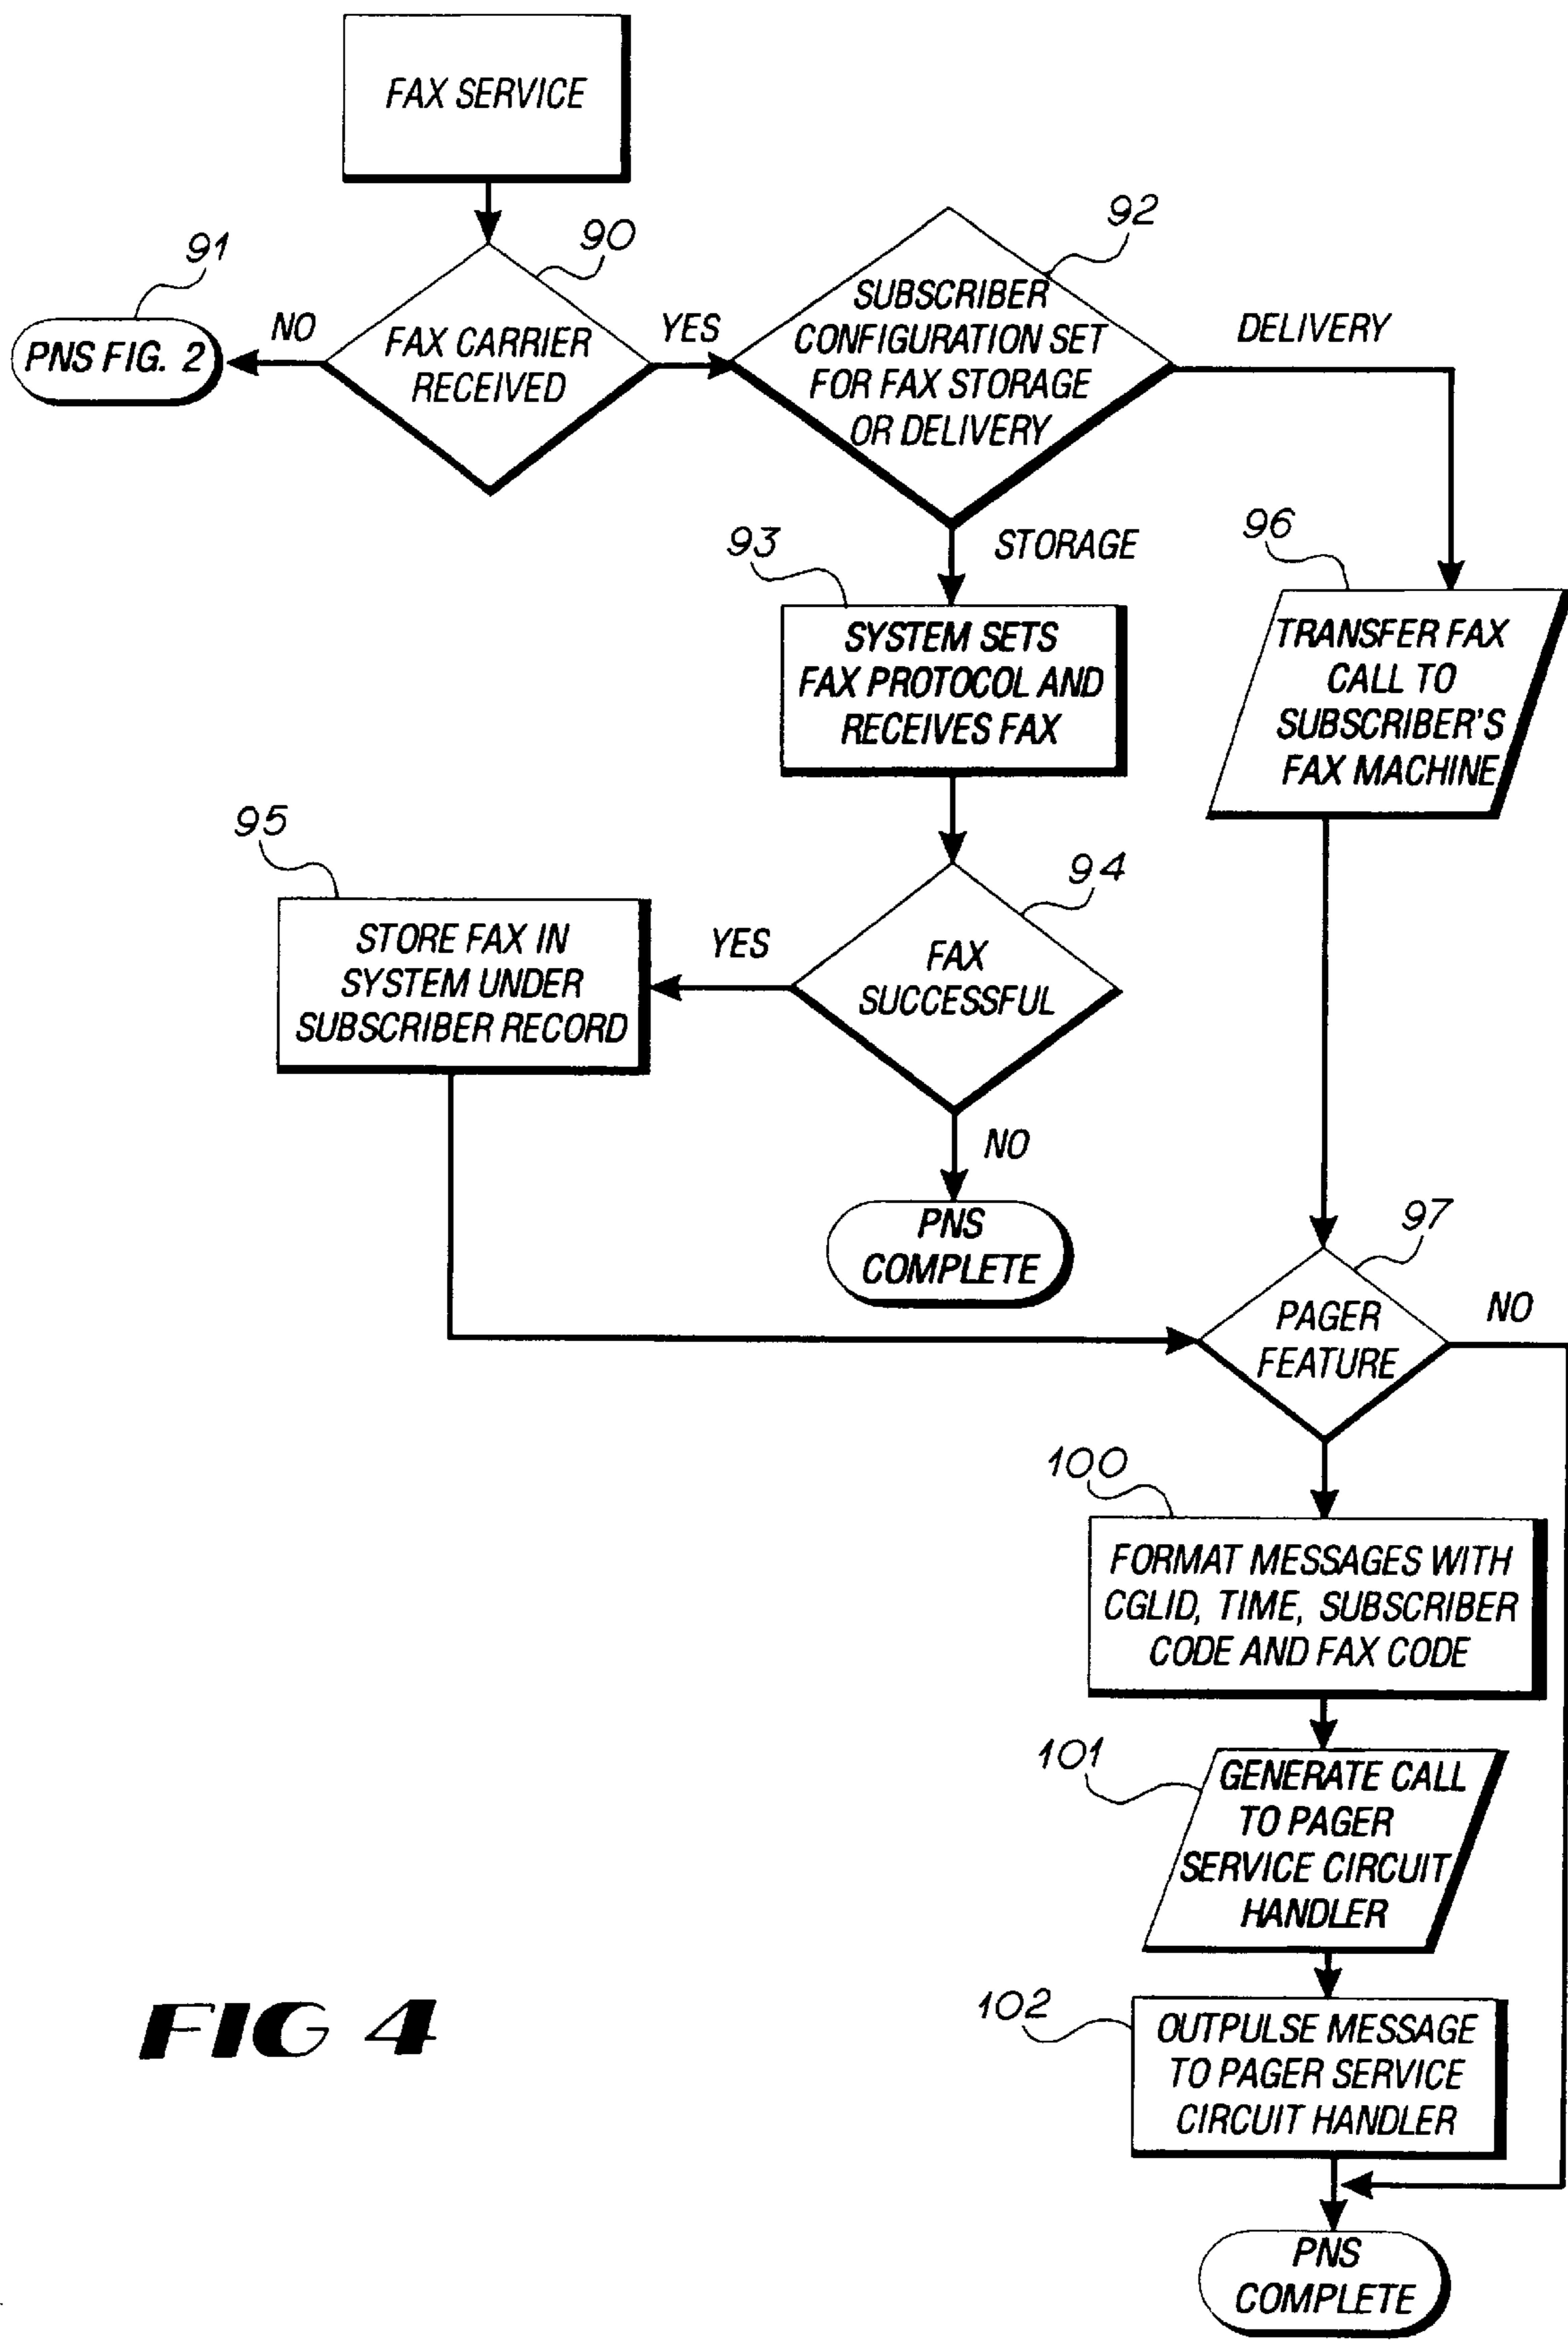 FAX SERVICE
90
91
92
FAX CARRIER
RECEIVED
NO
PNS FIG. 2
YES
SUBSCRIBER
CONFIGURATION SET
FOR FAX STORAGE
OR DELIVERY
DELIVERY
STORAGE
93
SYSTEM SETS
FAX PROTOCOL AND
RECEIVES FAX
96
TRANSFER FAX
CALL TO
SUBSCRIBER'S
FAX MACHINE
94
FAX
SUCCESSFUL
YES
95
STORE FAX IN
SYSTEM UNDER
SUBSCRIBER RECORD
NO
PNS
COMPLETE
97
PAGER
FEATURE
NO
100
FORMAT MESSAGES WITH
CGLID, TIME, SUBSCRIBER
CODE AND FAX CODE
101
GENERATE CALL
TO PAGER
SERVICE CIRCUIT
HANDLER
102
OUTPULSE MESSAGE
TO PAGER SERVICE
CIRCUIT HANDLER
PNS
COMPLETE
FIG 4